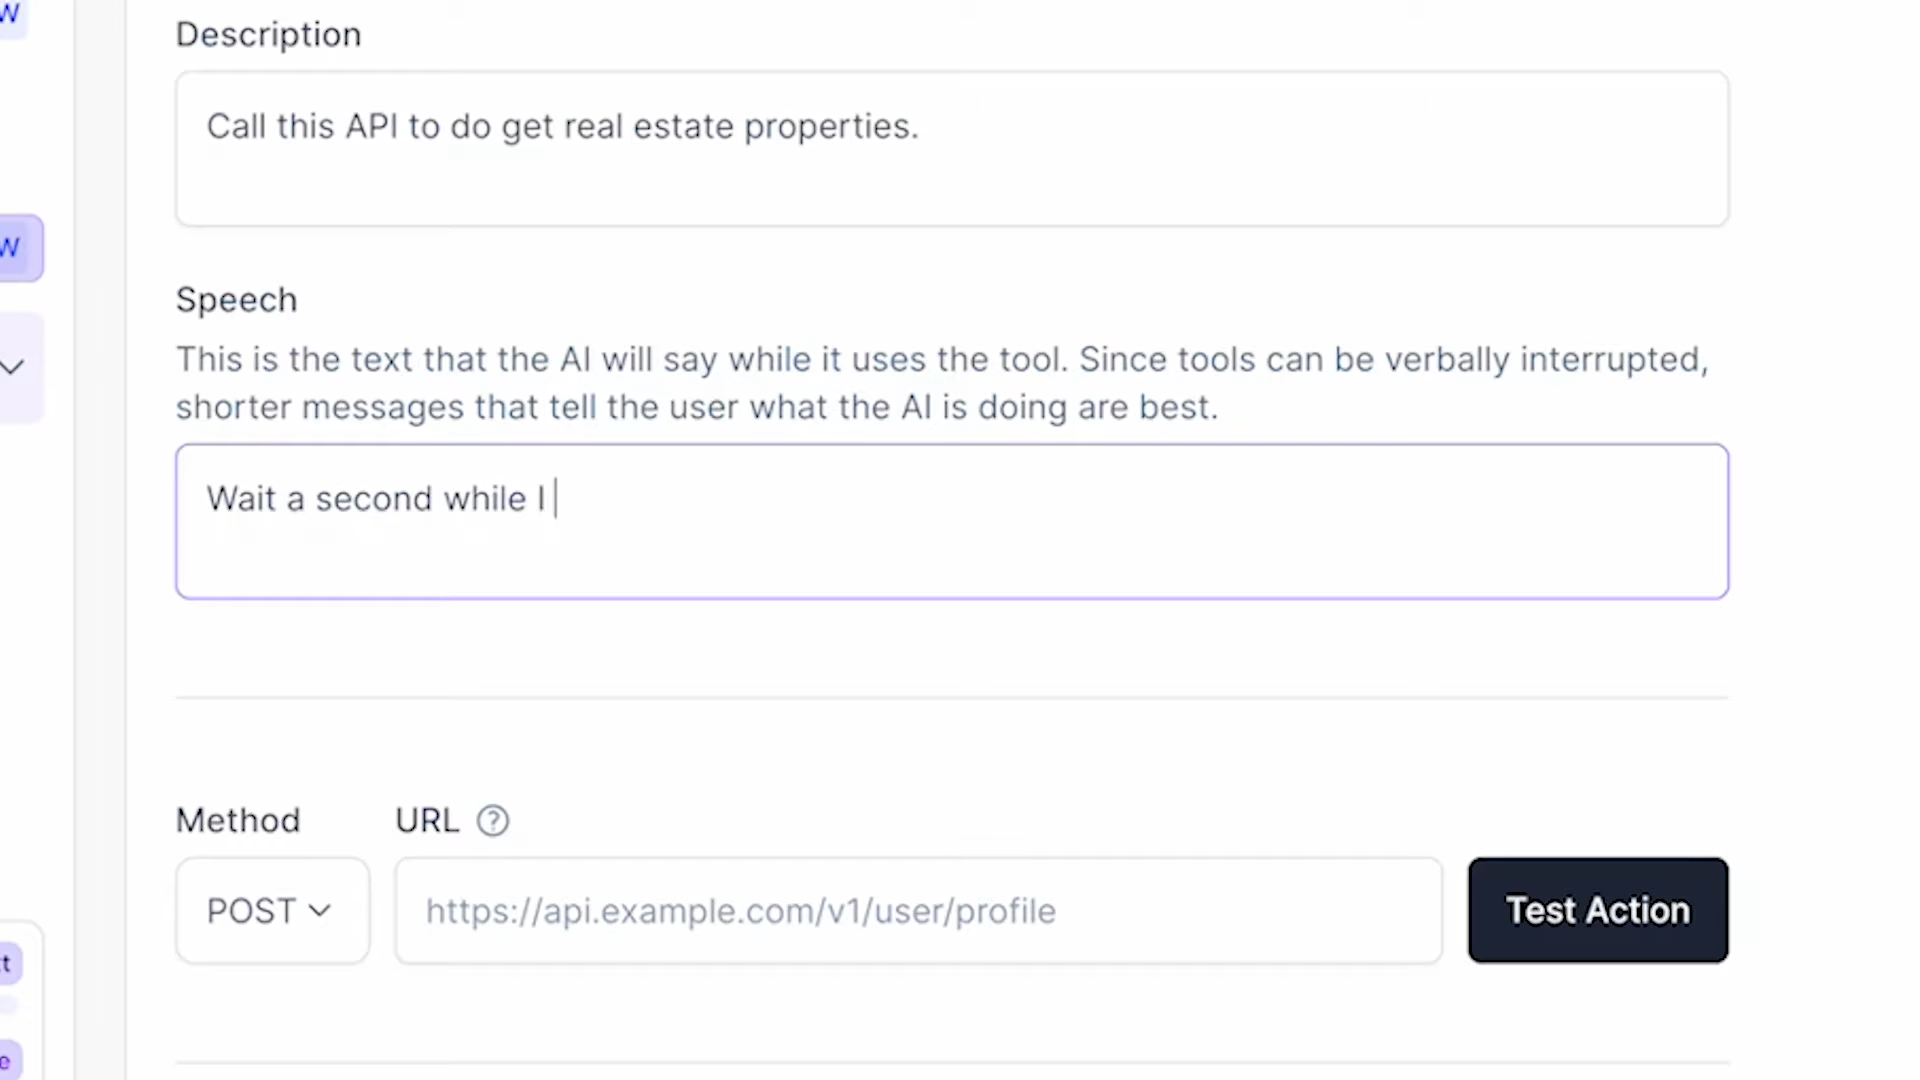 W
Description
Call this API to do get real estate properties.
W
Speech
This is the text that the AI will say while it uses the tool. Since tools can be verbally interrupted,
shorter messages that tell the user what the AI is doing are best.
Wait a second while I
Method URL ?
POST https://api.example.com/v1/user/profile Test Action
t
e